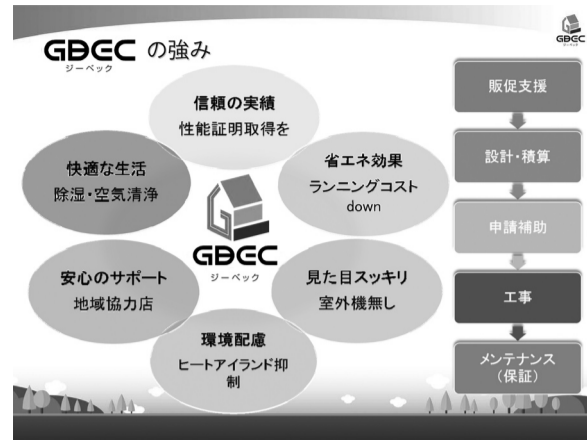 GDEC の強み
ジーベック
GDEC
信頼の実績
性能証明取得を
省エネ効果
ランニングコスト
down
見た目スッキリ
室外機無し
環境配慮
ヒートアイランド抑
制
安心のサポート
地域協力店
快適な生活
除湿・空気清浄
GDEC
ジーベック
販促支援
設計・積算
申請補助
工事
メンテナンス
（保証）